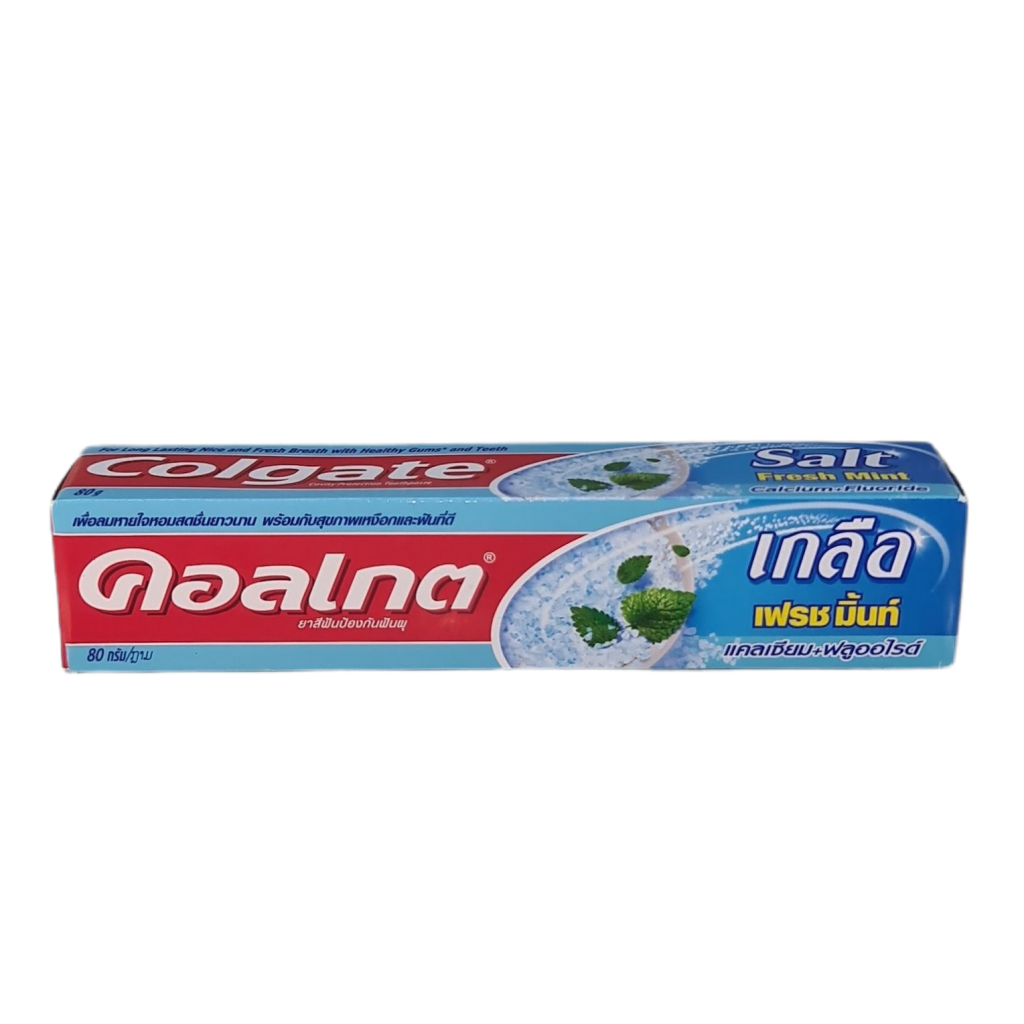 For Long Lasting Nice and Fresh Breath with Healthy Gums* and Teeth
Colgate®
Cavity Protection Toothpaste
80g
Salt
Fresh Mint
Calcium+Fluoride
เพื่อลมหายใจหอมสดชื่นยาวนาน พร้อมกับสุขภาพเหงือกและฟันที่ดี
คอลเกต®
ยาสีฟันป้องกันฟันผุ
80 กรัม/
เกลือ
เฟรช มิ้นท์
แคลเซียม+ฟลูออไรด์